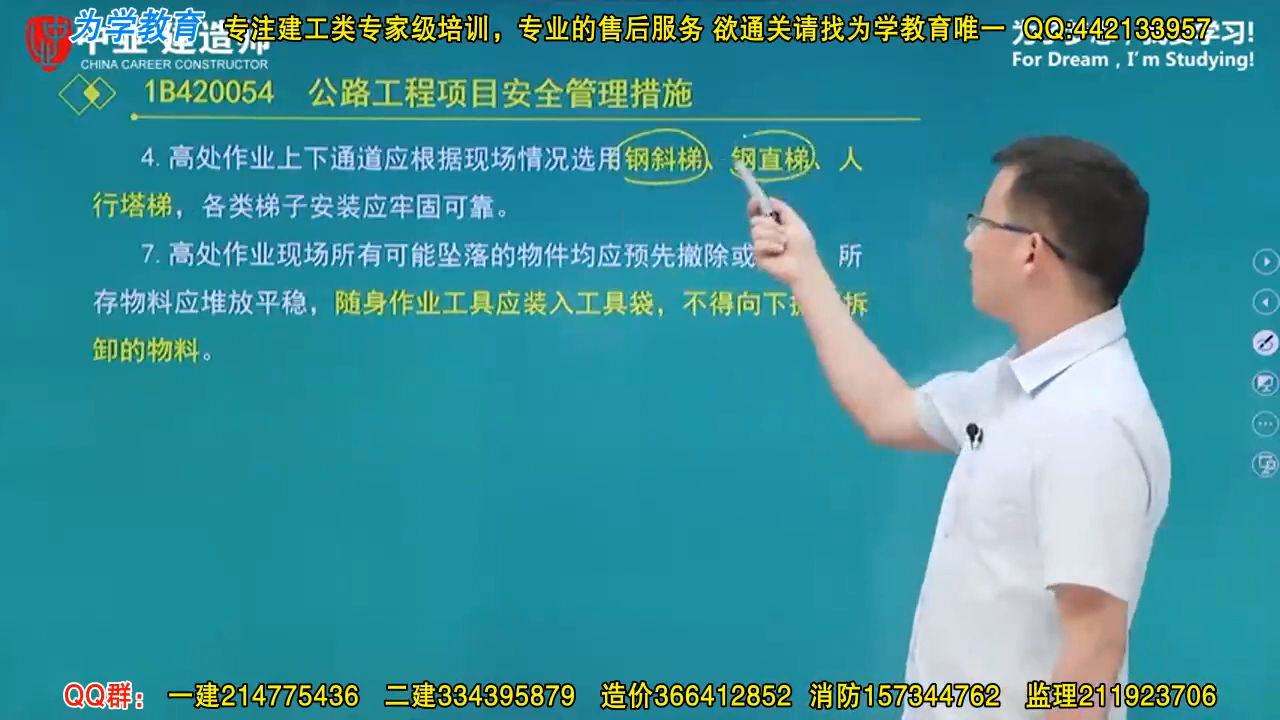 为学教育 专注建工类专家级培训，专业的售后服务 欲通关请找为学教育唯一 QQ:442133957
建造师 学习!
CHINA CAREER CONSTRUCTOR For Dream , I'm Studying!
1B420054 公路工程项目安全管理措施
4. 高处作业上下通道应根据现场情况选用钢斜梯、钢直梯、人
行塔梯，各类梯子安装应牢固可靠。
7. 高处作业现场所有可能坠落的物件均应预先撤除或 所
存物料应堆放平稳，随身作业工具应装入工具袋，不得向下 拆
卸的物料。
QQ群： 一建214775436 二建334395879 造价366412852 消防157344762 监理211923706